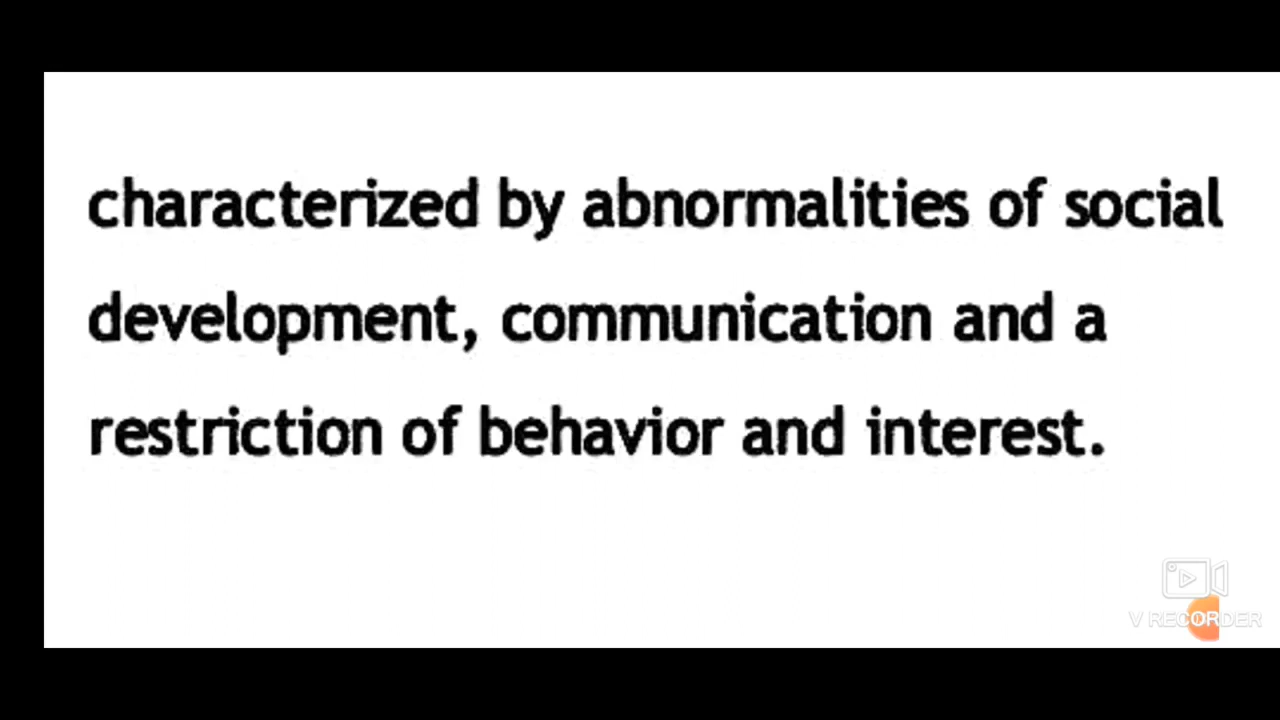 characterized by abnormalities of social
development, communication and a
restriction of behavior and interest.
V RECORDER